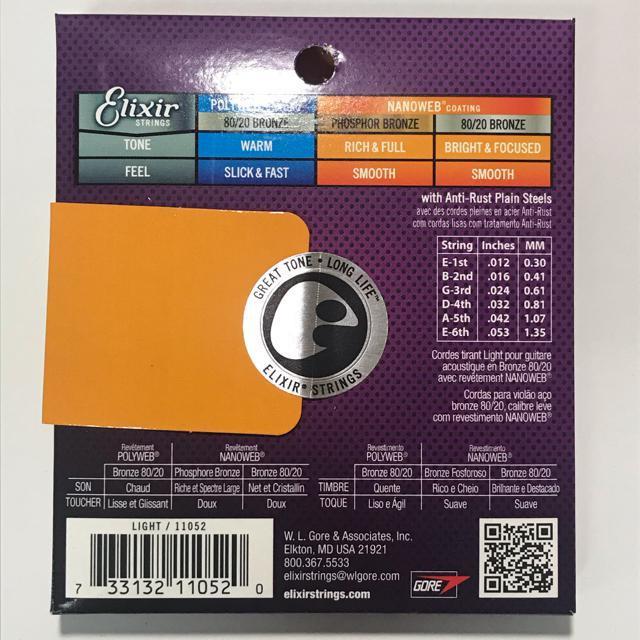 Elixir
STRINGS
NANOWEB® COATING
80/20 BRONZE PHOSPHOR BRONZE 80/20 BRONZE
TONE WARM RICH & FULL BRIGHT & FOCUSED
FEEL SLICK & FAST SMOOTH SMOOTH
with Anti-Rust Plain Steels
avec des cordes pleines en acier Anti-Rust
com cordas lisas com tratamento Anti-Rust
String Inches MM
E-1st .012 0.30
B-2nd .016 0.41
G-3rd .024 0.61
D-4th .032 0.81
A-5th .042 1.07
E-6th .053 1.35
GREAT TONE • LONG LIFE™
ELIXIR® STRINGS
Cordes tirant Light pour guitare
acoustique en Bronze 80/20
avec revêtement NANOWEB®
Cordas para violão aço
bronze 80/20, calibre leve
com revestimento NANOWEB®
Revêtement Revêtement
POLYWEB® NANOWEB®
Bronze 80/20 Phosphore Bronze Bronze 80/20
SON Chaud Riche et Spectre Large Net et Cristallin
TOUCHER Lisse et Glissant Doux Doux
Revestimento Revestimento
POLYWEB® NANOWEB®
Bronze 80/20 Bronze Fosforoso Bronze 80/20
TIMBRE Quente Rico e Cheio Brilhante e Destacado
TOQUE Liso e Ágil Suave Suave
LIGHT / 11052
7 33132 11052 0
W. L. Gore & Associates, Inc.
Elkton, MD USA 21921
800.367.5533
elixirstrings@wlgore.com
elixirstrings.com
GORE